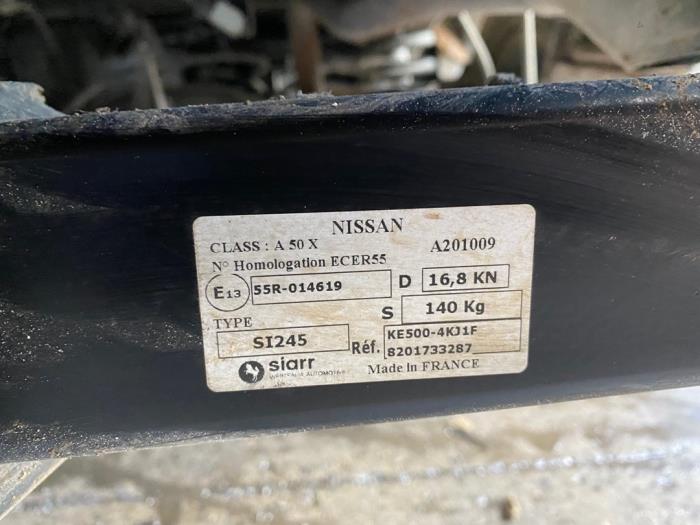 NISSAN
CLASS : A 50 X A201009
N° Homologation ECER55
E13 55R-014619 D 16,8 KN
S 140 Kg
TYPE
SI245 Réf. KE500-4KJ1F
8201733287
siarr Made In FRANCE